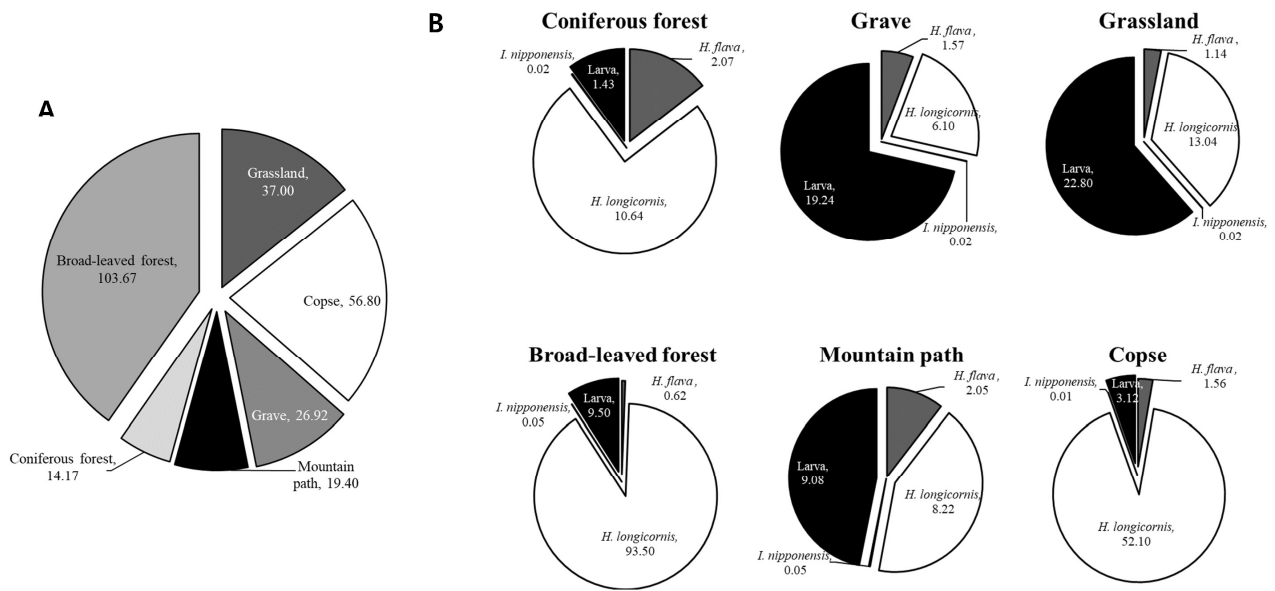 A
Grassland,
37.00
Broad-leaved forest,
103.67
Copse, 56.80
Grave, 26.92
Coniferous forest,
14.17
Mountain
path, 19.40
B
Coniferous forest
I. nipponensis,
0.02
Larva,
1.43
H. flava ,
2.07
H. longicornis,
10.64
Grave
H. flava ,
1.57
H. longicornis,
6.10
Larva,
19.24
I. nipponensis,
0.02
Grassland
H. flava ,
1.14
H. longicornis,
13.04
Larva,
22.80
I. nipponensis,
0.02
Broad-leaved forest
H. flava ,
0.62
Larva,
9.50
I. nipponensis,
0.05
H. longicornis,
93.50
Mountain path
H. flava ,
2.05
Larva,
9.08
H. longicornis,
8.22
I. nipponensis,
0.05
Copse
H. flava ,
1.56
I. nipponensis,
0.01
Larva,
3.12
H. longicornis,
52.10